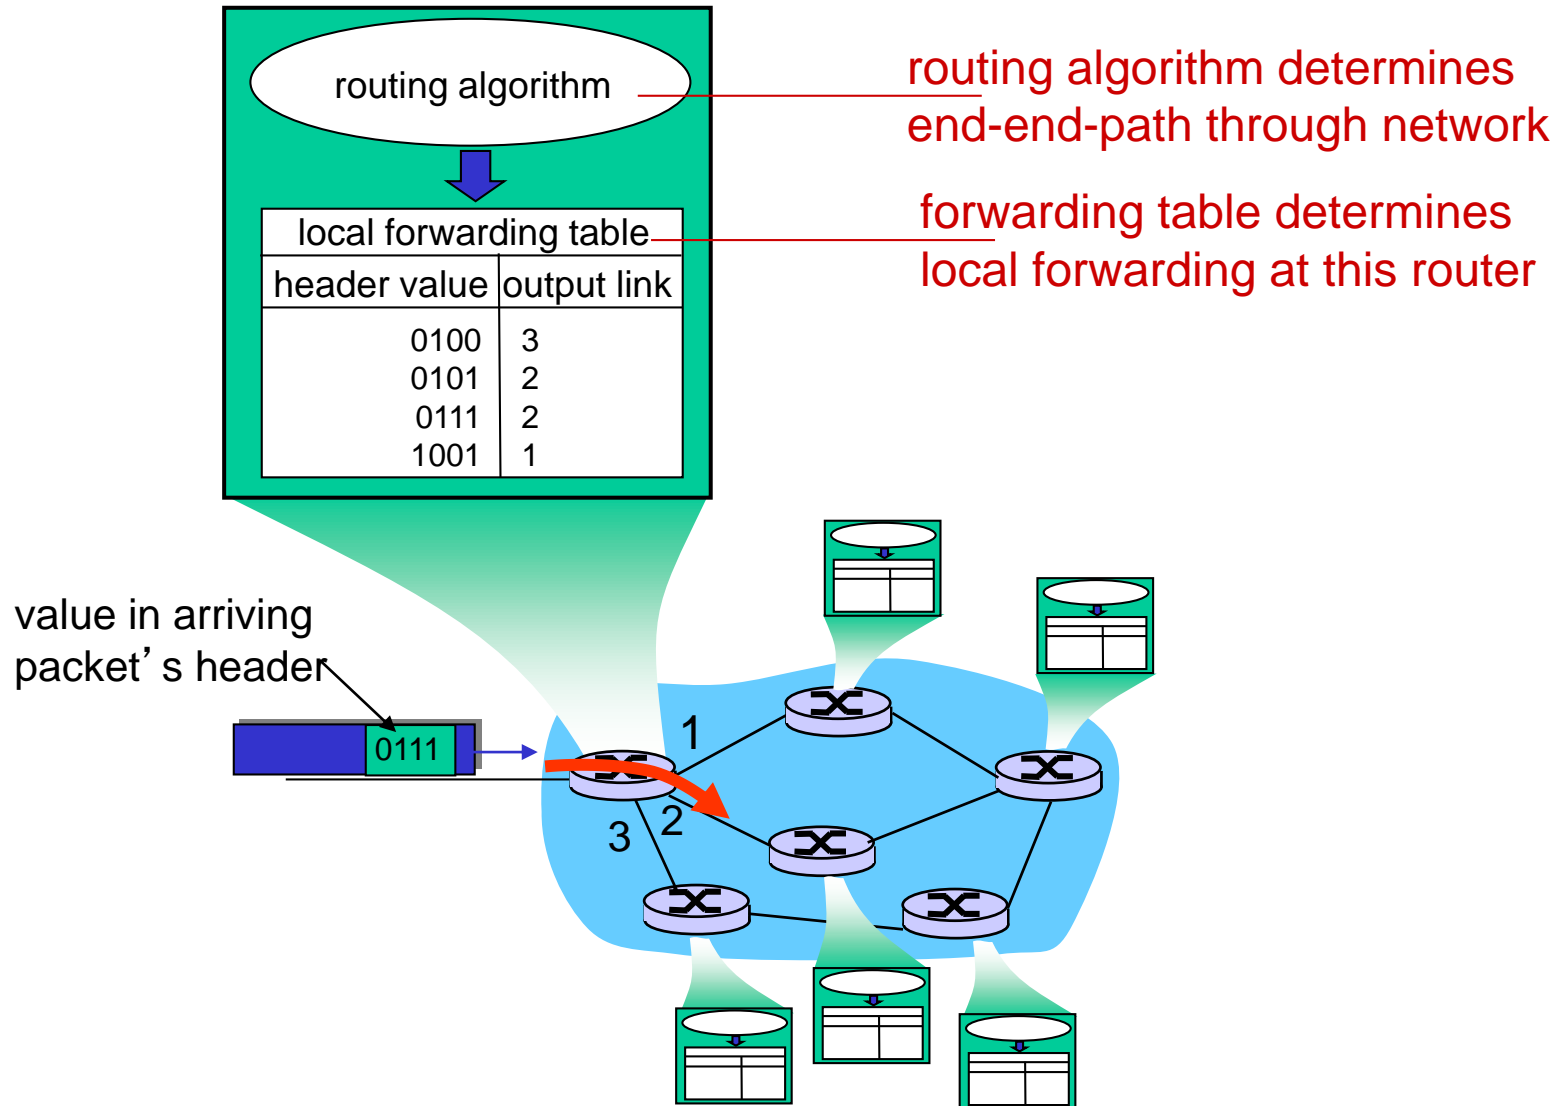 routing algorithm
routing algorithm determines
end-end-path through network
local forwarding table
forwarding table determines
local forwarding at this router
header value output link
0100 3
0101 2
0111 2
1001 1
value in arriving
packet’ s header
0111
1
2
3